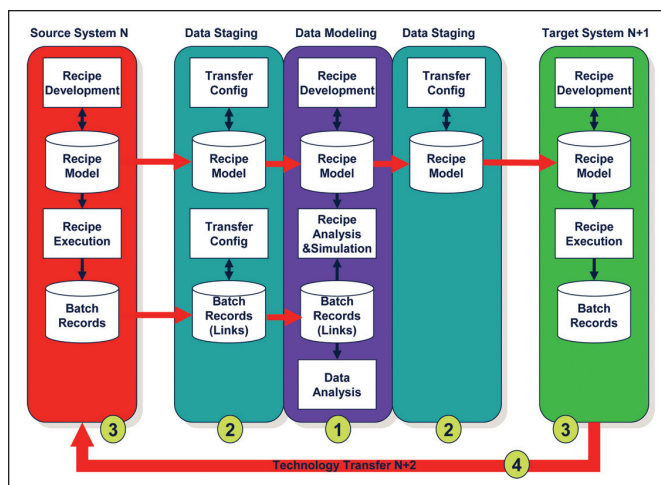 Source System N
Data Staging
Data Modeling
Data Staging
Target System N+1
Recipe
Development
Transfer
Config
Recipe
Development
Transfer
Config
Recipe
Development
Recipe
Model
Recipe
Model
Recipe
Model
Recipe
Model
Recipe
Model
Recipe
Execution
Transfer
Config
Recipe
Analysis
&Simulation
Recipe
Execution
Batch
Records
Batch
Records
(Links)
Batch
Records
(Links)
Batch
Records
Data
Analysis
3
2
1
2
3
Technology Transfer N+2
4